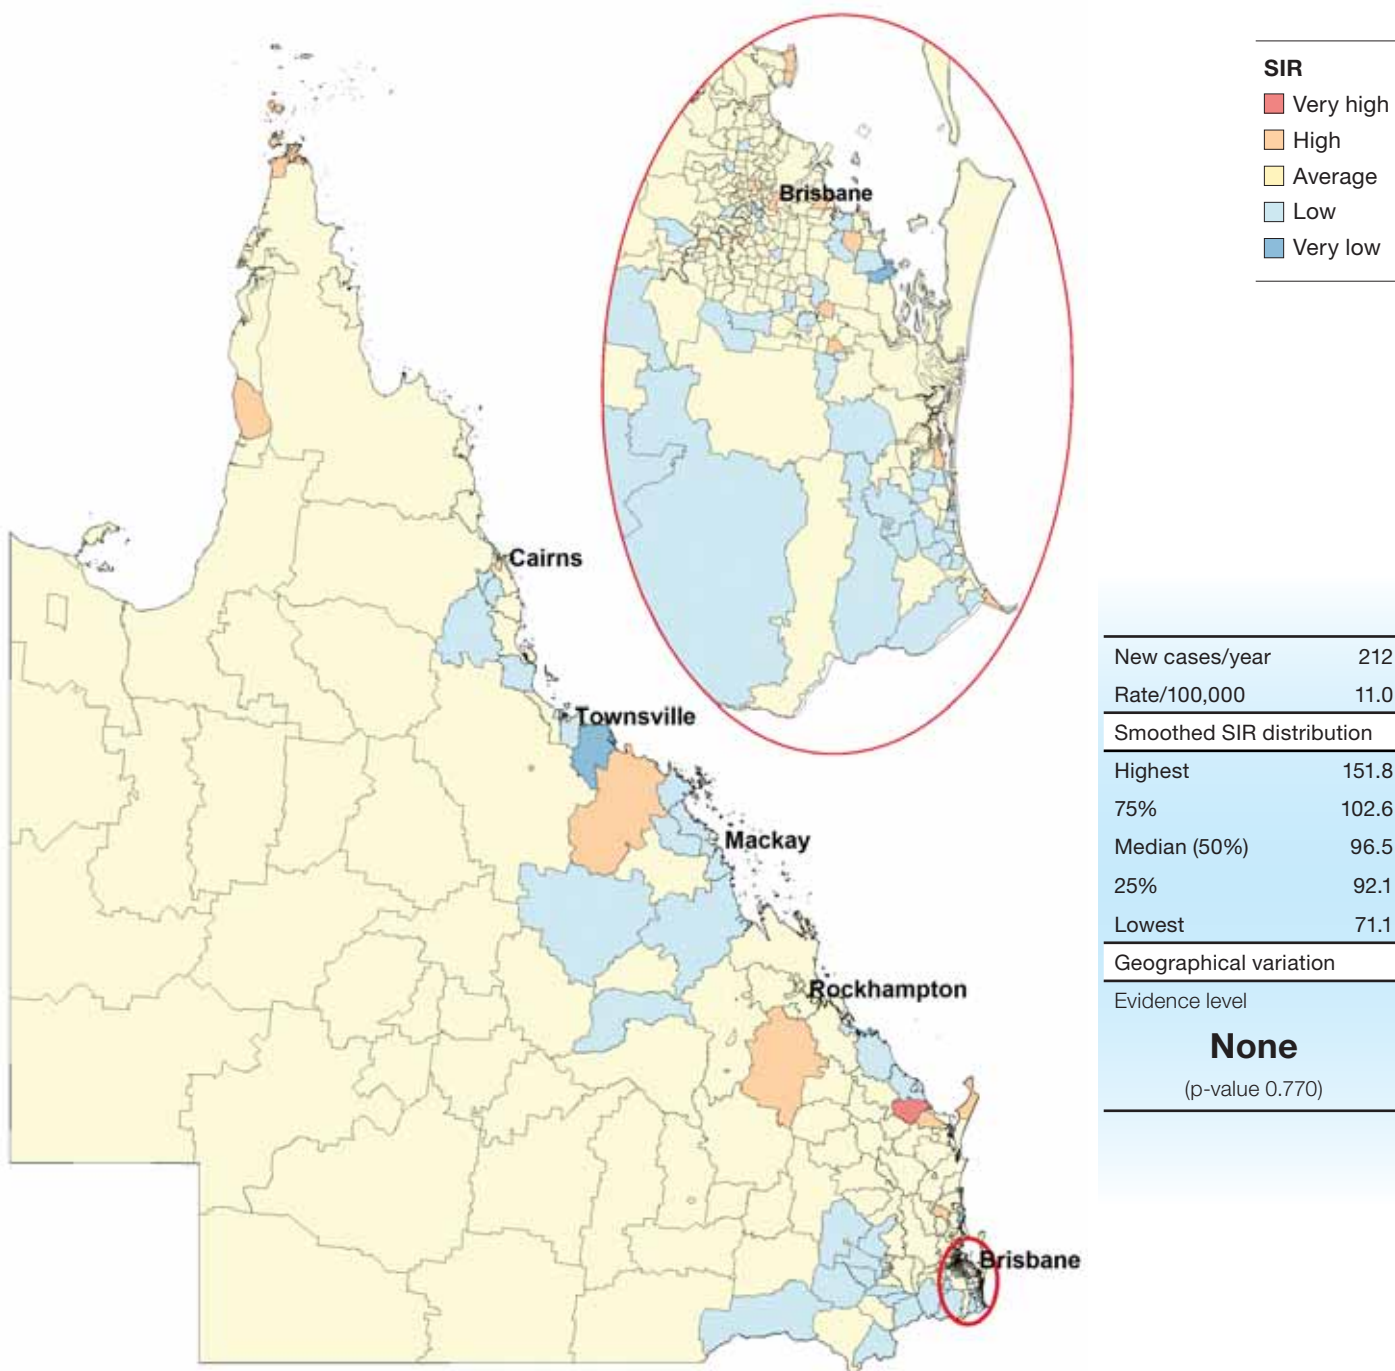 SIR
Very high
High
Average
Low
Very low
Brisbane
Cairns
Townsville
Mackay
Rockhampton
Brisbane
New cases/year 212
Rate/100,000 11.0
Smoothed SIR distribution
Highest 151.8
75% 102.6
Median (50%) 96.5
25% 92.1
Lowest 71.1
Geographical variation
Evidence level
None
(p-value 0.770)